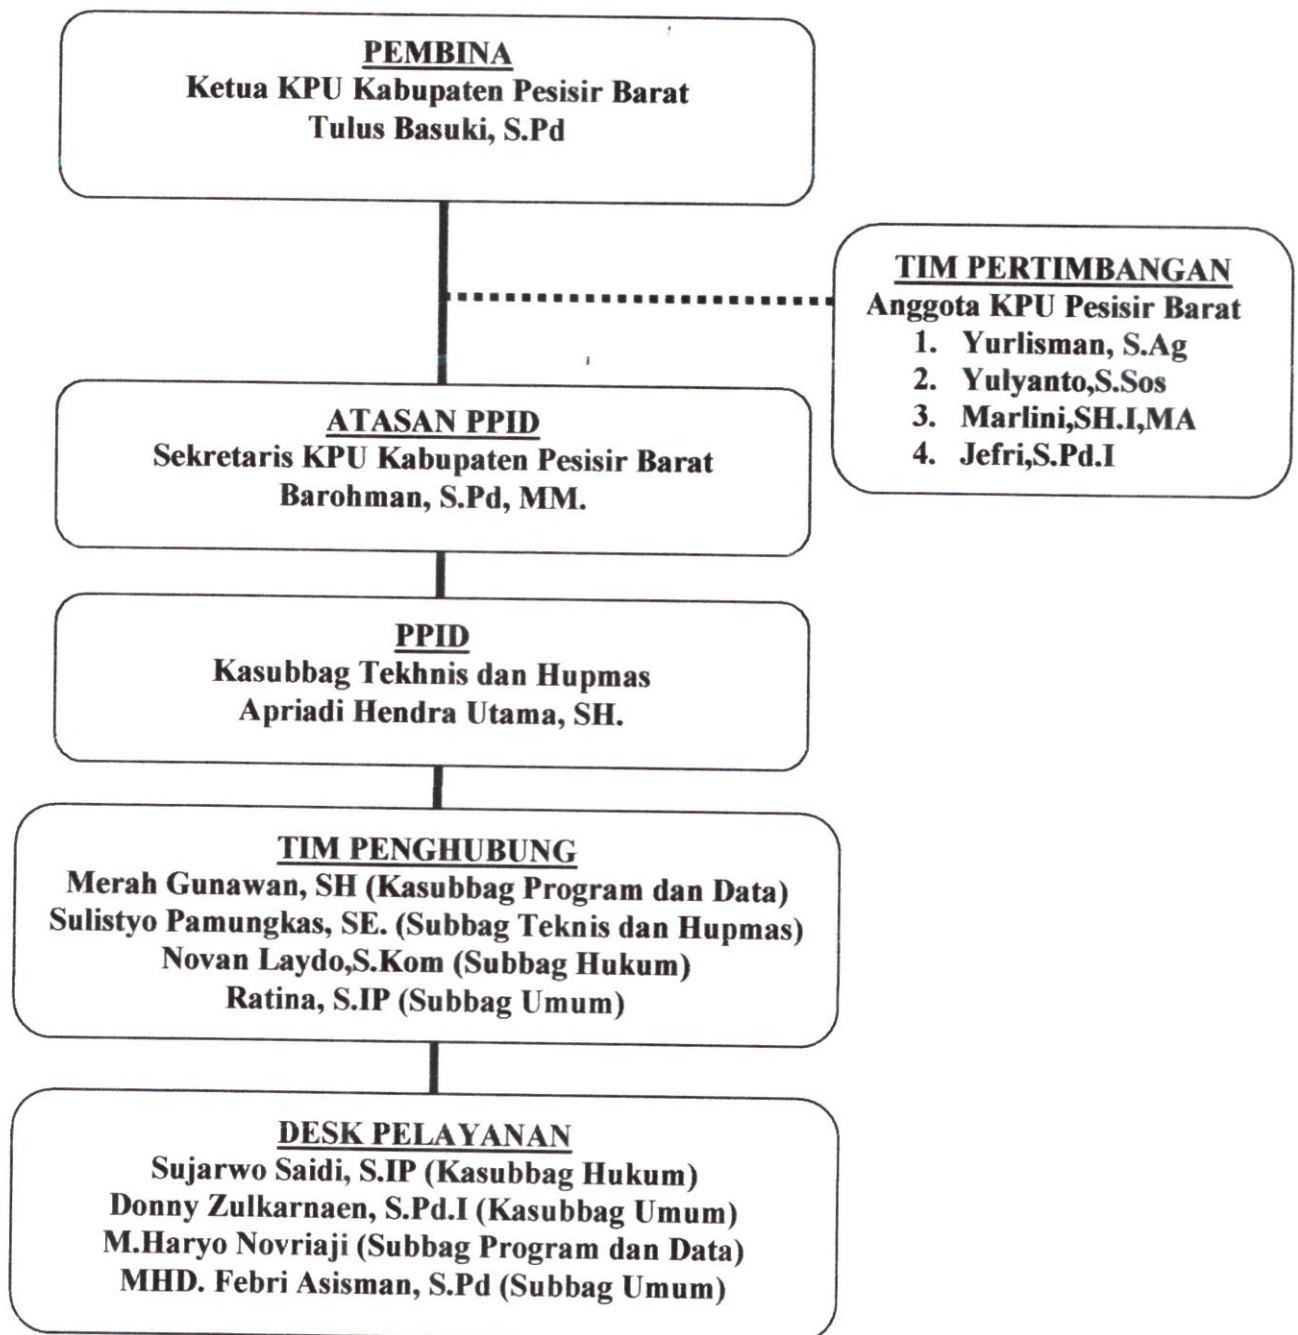 PEMBINA
Ketua KPU Kabupaten Pesisir Barat
Tulus Basuki, S.Pd
TIM PERTIMBANGAN
Anggota KPU Pesisir Barat
1. Yurlisman, S.Ag
2. Yulyanto,S.Sos
3. Marlini,SH.I,MA
4. Jefri,S.Pd.I
ATASAN PPID
Sekretaris KPU Kabupaten Pesisir Barat
Barohman, S.Pd, MM.
PPID
Kasubbag Tekhnis dan Hupmas
Apriadi Hendra Utama, SH.
TIM PENGHUBUNG
Merah Gunawan, SH (Kasubbag Program dan Data)
Sulistyo Pamungkas, SE. (Subbag Teknis dan Hupmas)
Novan Laydo,S.Kom (Subbag Hukum)
Ratina, S.IP (Subbag Umum)
DESK PELAYANAN
Sujarwo Saidi, S.IP (Kasubbag Hukum)
Donny Zulkarnaen, S.Pd.I (Kasubbag Umum)
M.Haryo Novriaji (Subbag Program dan Data)
MHD. Febri Asisman, S.Pd (Subbag Umum)